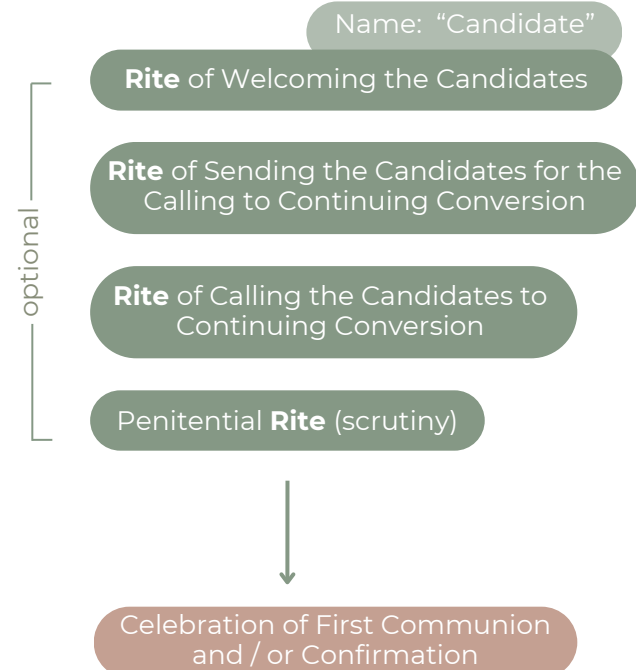 Name: “Candidate”
Rite of Welcoming the Candidates
Rite of Sending the Candidates for the
Calling to Continuing Conversion
optional
Rite of Calling the Candidates to
Continuing Conversion
Penitential Rite (scrutiny)
Celebration of First Communion
and / or Confirmation